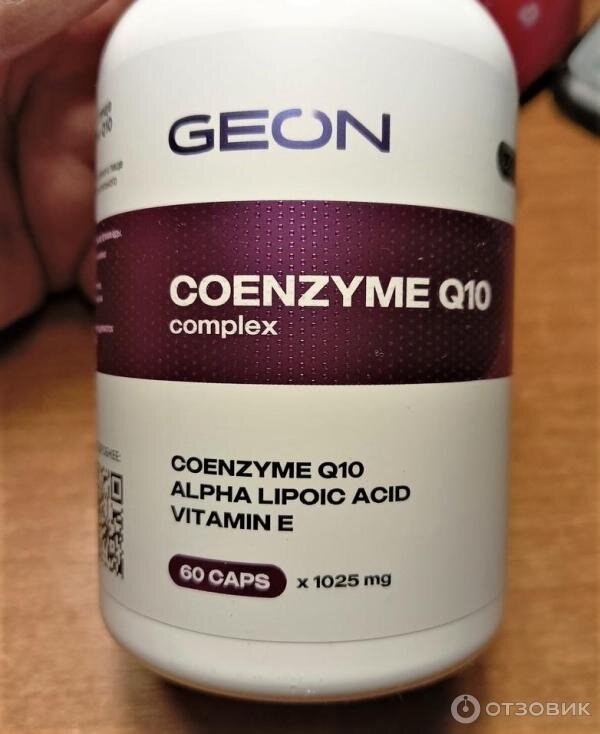 GEON
COENZYME Q10
complex
COENZYME Q10
ALPHA LIPOIC ACID
VITAMIN E
60 CAPS x 1025 mg
ОТЗОВИК